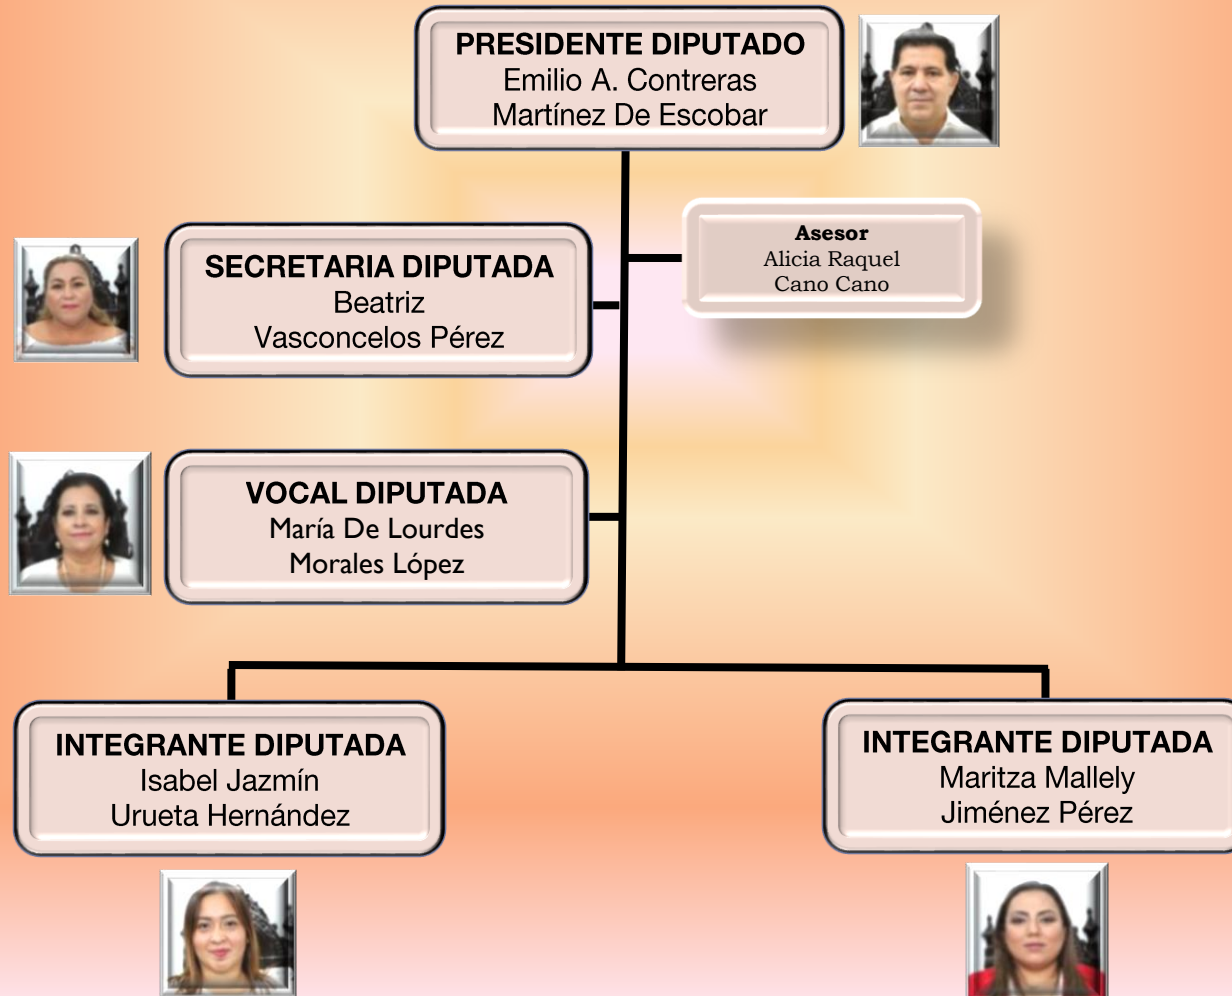 PRESIDENTE DIPUTADO
Emilio A. Contreras
Martínez De Escobar
Asesor
Alicia Raquel
Cano Cano
SECRETARIA DIPUTADA
Beatriz
Vasconcelos Pérez
VOCAL DIPUTADA
María De Lourdes
Morales López
INTEGRANTE DIPUTADA
Isabel Jazmín
Urueta Hernández
INTEGRANTE DIPUTADA
Maritza Mallely
Jiménez Pérez